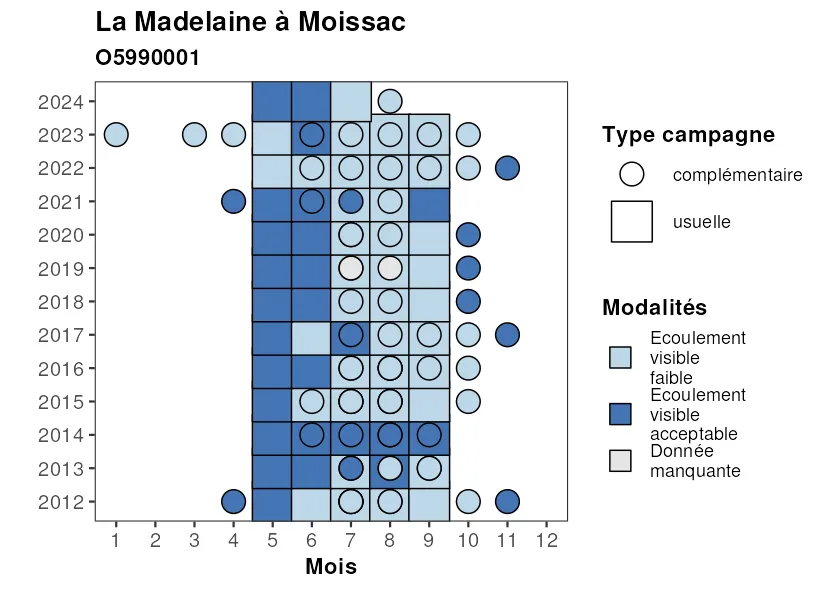 La Madelaine à Moissac
O5990001
2024
2023
2022
2021
2020
2019
2018
2017
2016
2015
2014
2013
2012
1 2 3 4 5 6 7 8 9 10 11 12
Mois
Type campagne
complémentaire
usuelle
Modalités
Ecoulement
visible
faible
Ecoulement
visible
acceptable
Donnée
manquante